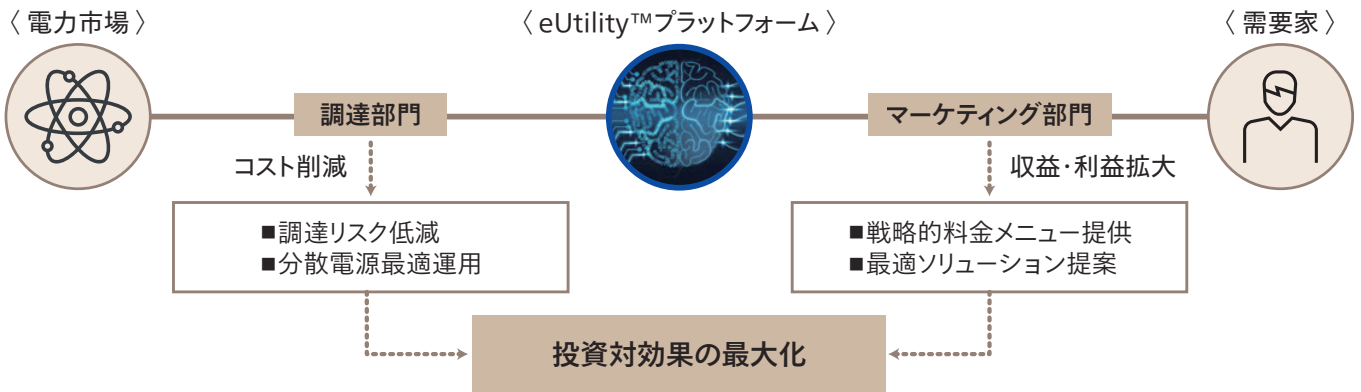 〈 電力市場 〉
〈 eUtility™プラットフォーム 〉
〈 需要家 〉
調達部門
マーケティング部門
コスト削減
収益・利益拡大
■調達リスク低減
■分散電源最適運用
■戦略的料金メニュー提供
■最適ソリューション提案
投資対効果の最大化